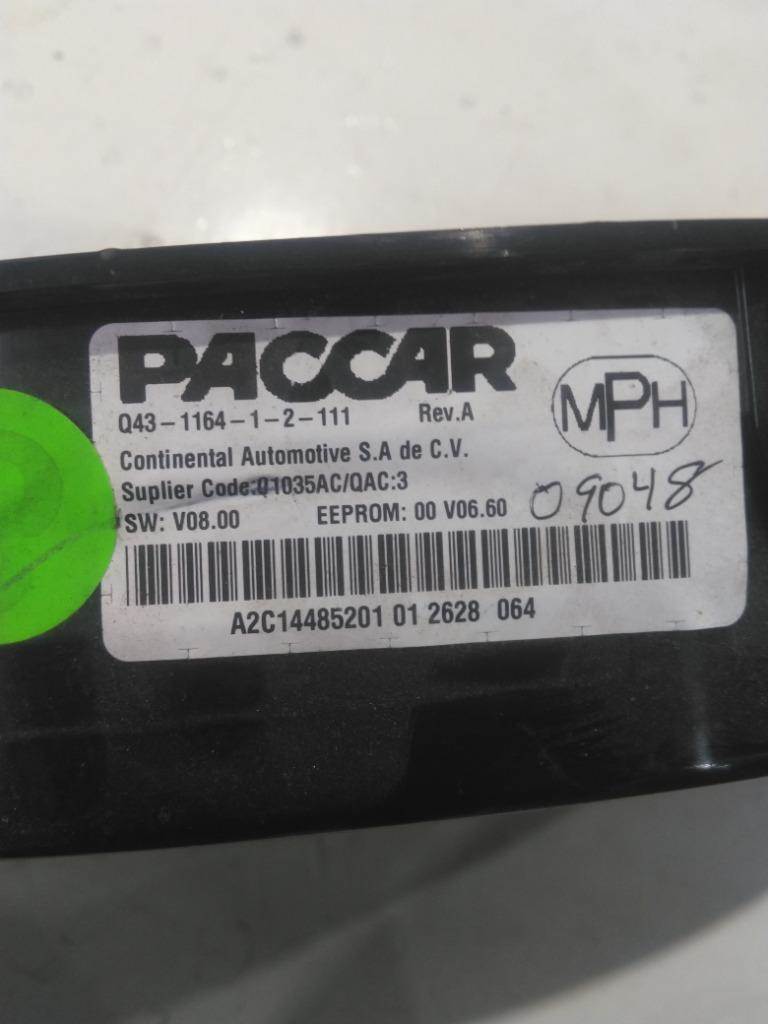 PACCAR
Q43-1164-1-2-111 Rev.A
MPH
Continental Automotive S.A de C.V.
Suplier Code:Q1035AC/QAC:3
SW: V08.00 EEPROM: 00 V06.60
09048
A2C14485201 01 2628 064